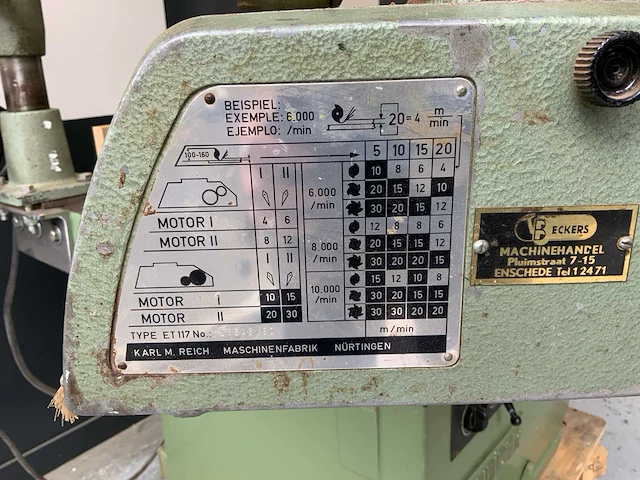 BEISPIEL:
EXEMPLE: 6.000
EJEMPLO: /min
20=4 m/min
100-160
5 10 15 20
I II
6.000 /min
10 8 6 4
20 15 12 10
30 20 15 12
MOTOR I 4 6
MOTOR II 8 12
8.000 /min
12 8 8 6
20 15 15 12
30 20 20 15
I II
10.000 /min
15 12 10 8
30 20 15 15
30 30 20 20
MOTOR I 10 15
MOTOR II 20 30
TYPE ET 117 No.:
m/min
KARL M. REICH MASCHINENFABRIK NÜRTINGEN
VB ECKERS
MACHINEHANDEL
Pluimstraat 7-15
ENSCHEDE Tel 1 24 71